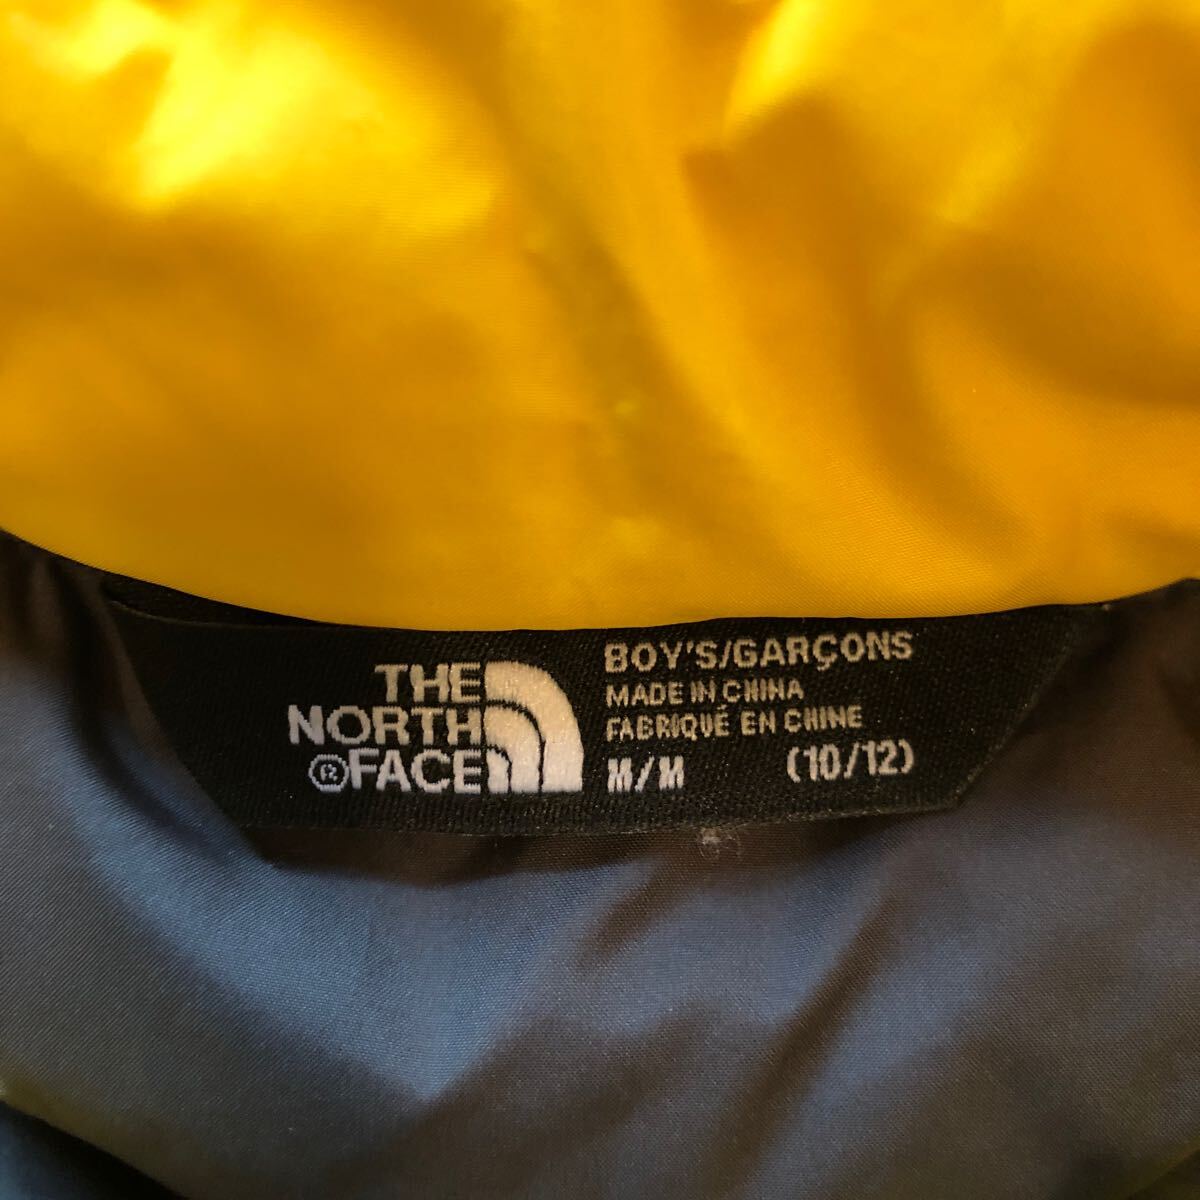 THE
NORTH
®FACE
BOY'S/GARÇONS
MADE IN CHINA
FABRIQUÉ EN CHINE
M/M (10/12)